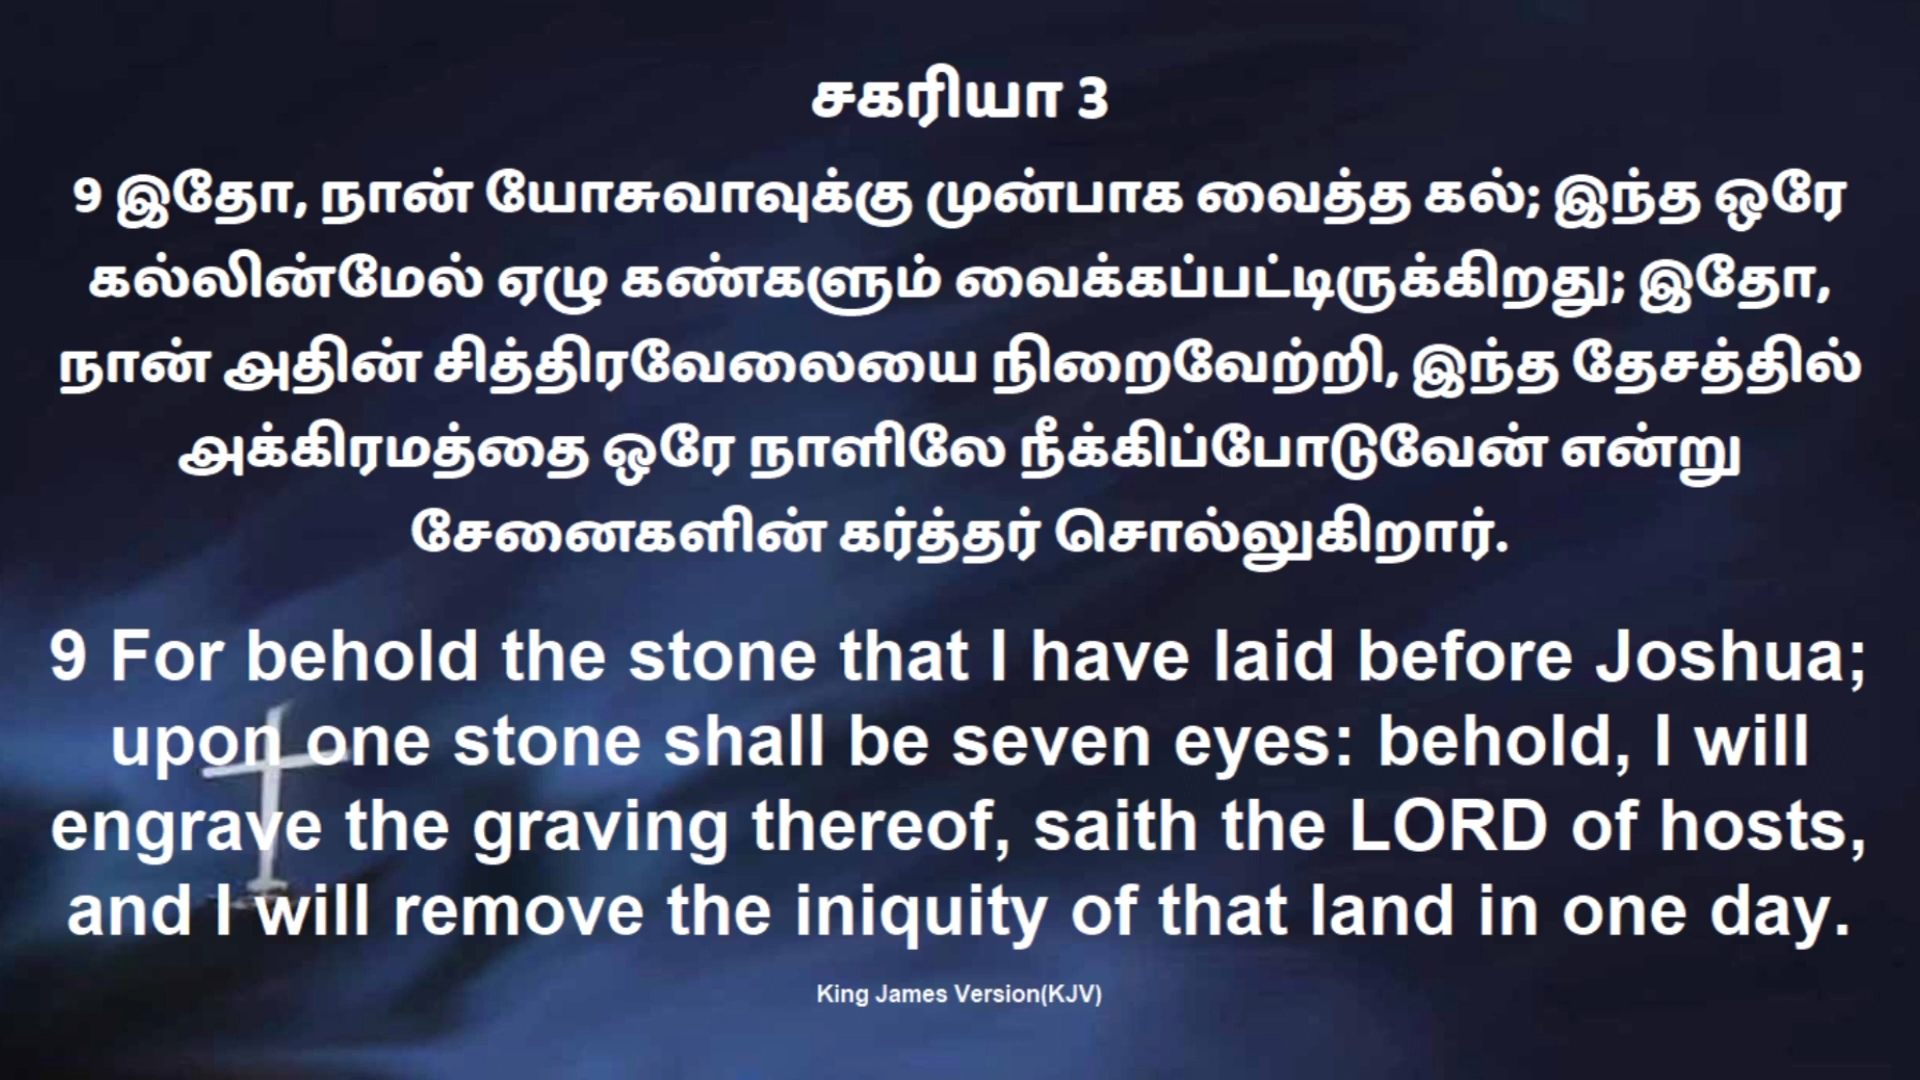 சகரியா 3
9 இதோ, நான் யோசுவாவுக்கு முன்பாக வைத்த கல்; இந்த ஒரே
கல்லின்மேல் ஏழு கண்களும் வைக்கப்பட்டிருக்கிறது; இதோ,
நான் அதின் சித்திரவேலையை நிறைவேற்றி, இந்த தேசத்தில்
அக்கிரமத்தை ஒரே நாளிலே நீக்கிப்போடுவேன் என்று
சேனைகளின் கர்த்தர் சொல்லுகிறார்.
9 For behold the stone that I have laid before Joshua;
upon one stone shall be seven eyes: behold, I will
engrave the graving thereof, saith the LORD of hosts,
and I will remove the iniquity of that land in one day.
King James Version(KJV)